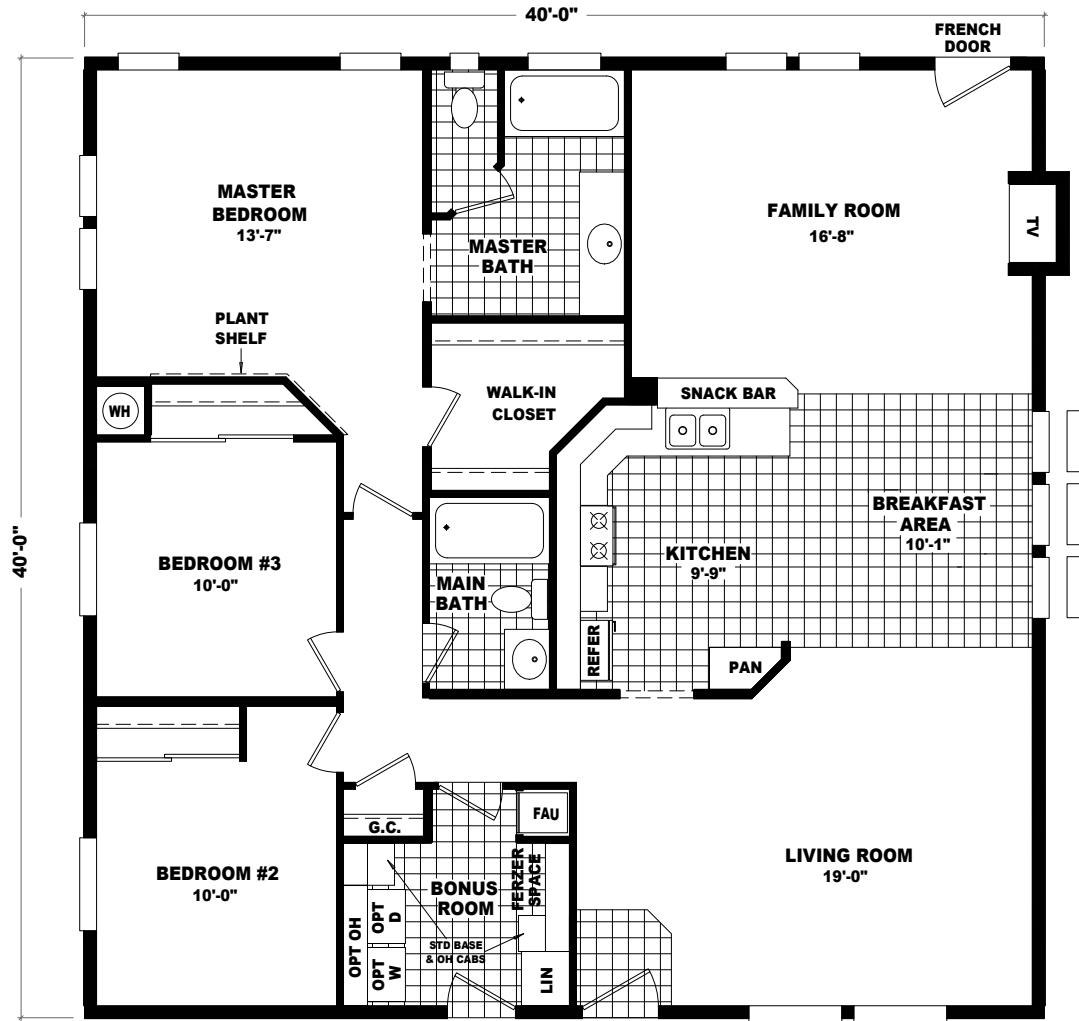 40'-0"
FRENCH
DOOR
40'-0"
MASTER
BEDROOM
13'-7"
MASTER
BATH
FAMILY ROOM
16'-8"
TV
PLANT
SHELF
WH
WALK-IN
CLOSET
SNACK BAR
BREAKFAST
AREA
10'-1"
KITCHEN
9'-9"
BEDROOM #3
10'-0"
MAIN
BATH
REFER
PAN
G.C.
FAU
BEDROOM #2
10'-0"
BONUS
ROOM
FERZER
SPACE
LIVING ROOM
19'-0"
OPT OH
OPT
D
OPT
W
STD BASE
& OH CABS
LIN